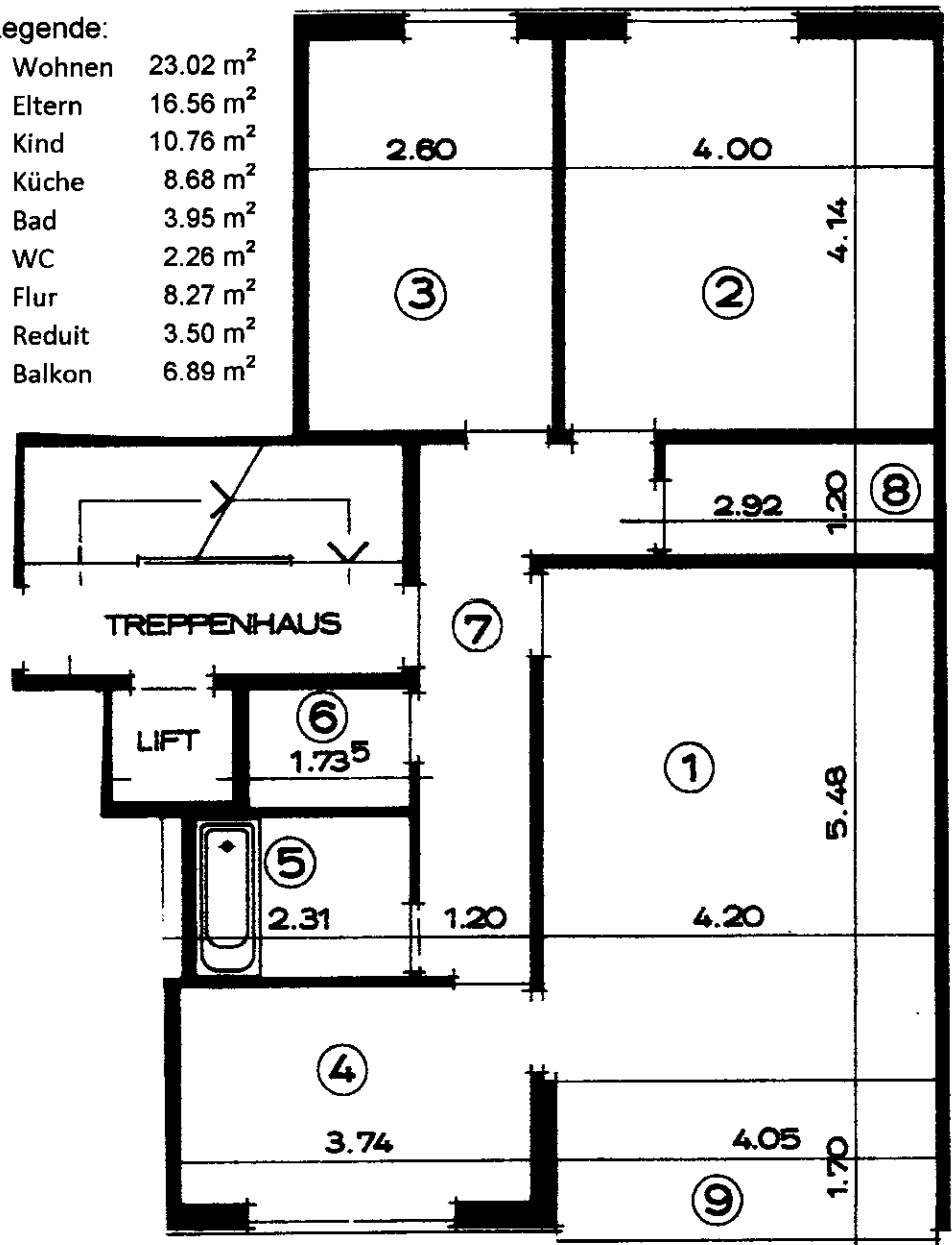 egende:
Wohnen 23.02 m²
Eltern 16.56 m²
Kind 10.76 m²
Küche 8.68 m²
Bad 3.95 m²
WC 2.26 m²
Flur 8.27 m²
Reduit 3.50 m²
Balkon 6.89 m²
2.60
4.00
4.14
3
2
8
2.92
1.20
TREPPENHAUS
7
6
LIFT
1.73⁵
1
5.48
5
2.31
1.20
4.20
4
3.74
4.05
1.70
9